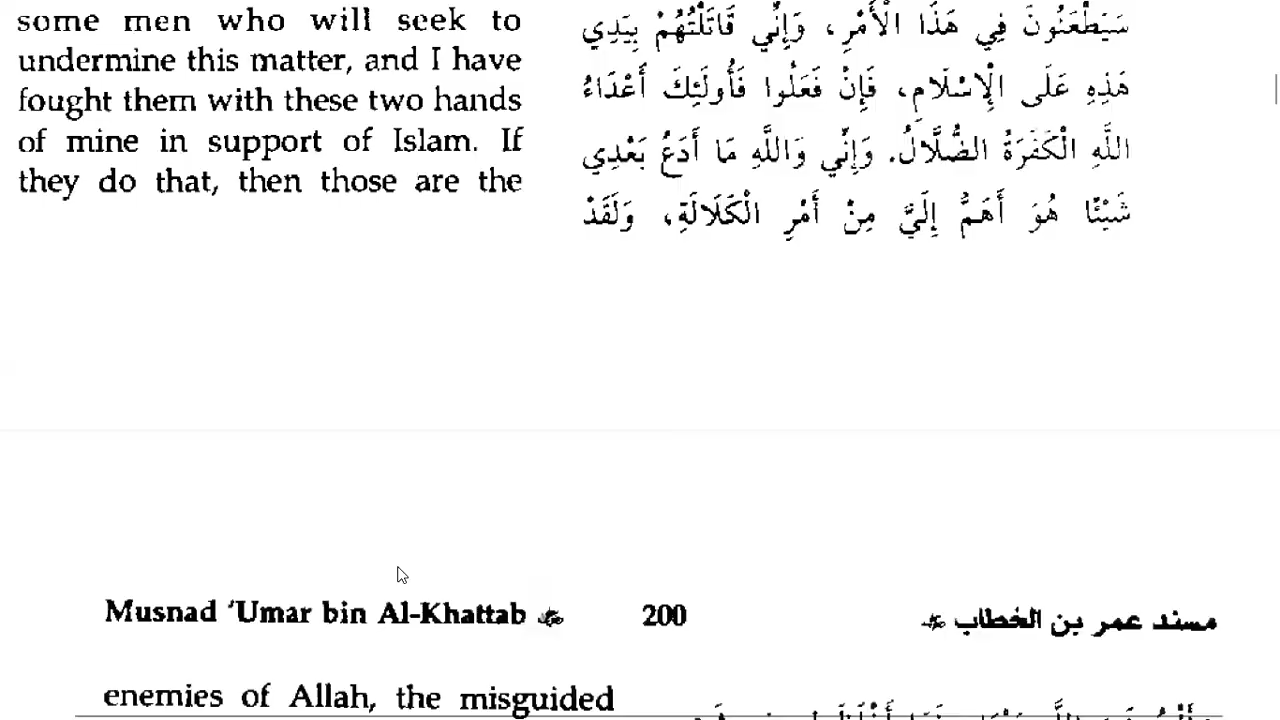 some men who will seek to
undermine this matter, and I have
fought them with these two hands
of mine in support of Islam. If
they do that, then those are the
سَيَطْعَنُونَ فِي هَذَا الْأَمْرِ، وَإِنِّي قَاتَلْتُهُمْ بِيَدِي
هَذِهِ عَلَى الْإِسْلَامِ، فَإِنْ فَعَلُوا فَأُولَئِكَ أَعْدَاءُ
اللَّهِ الْكَفَرَةُ الضُّلَّالُ. وَإِنِّي وَاللَّهِ مَا أَدَعُ بَعْدِي
شَيْئًا هُوَ أَهَمُّ إِلَيَّ مِنْ أَمْرِ الْكَلَالَةِ، وَلَقَدْ
Musnad 'Umar bin Al-Khattab 200 مسند عمر بن الخطاب
enemies of Allah, the misguided